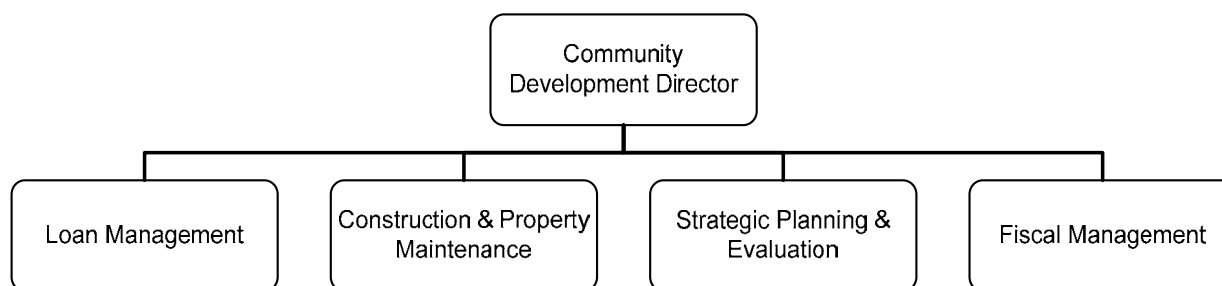 Community
Development Director
Loan Management
Construction & Property
Maintenance
Strategic Planning &
Evaluation
Fiscal Management